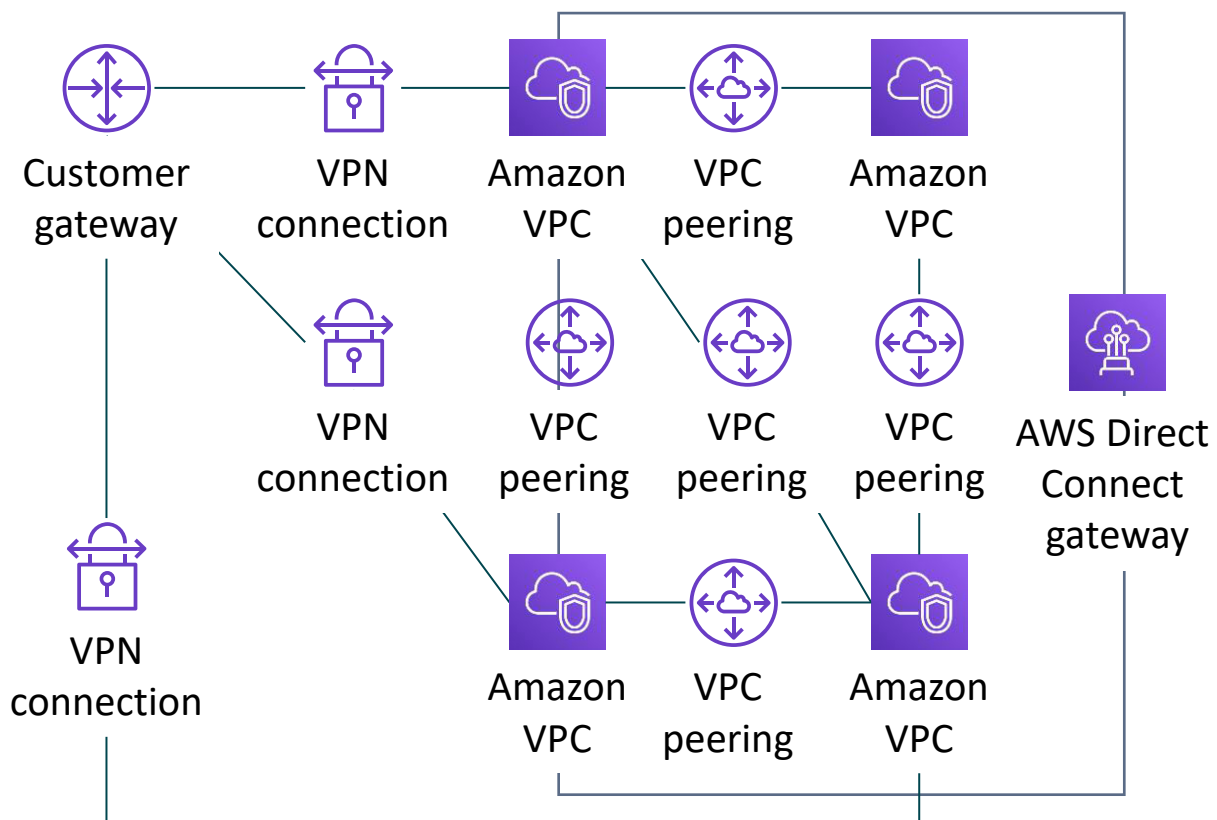 Customer
gateway
VPN
connection
Amazon
VPC
VPC
peering
Amazon
VPC
VPN
connection
VPC
peering
VPC
peering
VPC
peering
AWS Direct
Connect
gateway
VPN
connection
Amazon
VPC
VPC
peering
Amazon
VPC